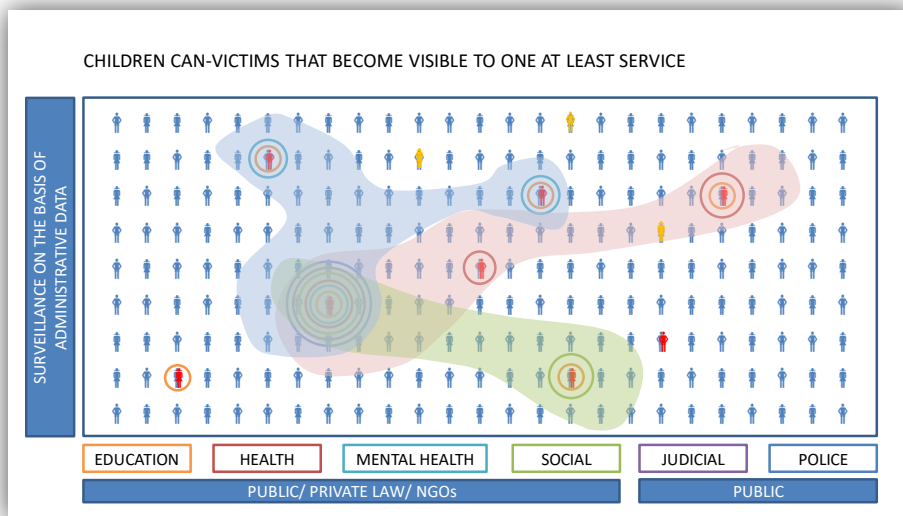 CHILDREN CAN-VICTIMS THAT BECOME VISIBLE TO ONE AT LEAST SERVICE
SURVEILLANCE ON THE BASIS OF
ADMINISTRATIVE DATA
EDUCATION
HEALTH
MENTAL HEALTH
SOCIAL
JUDICIAL
POLICE
PUBLIC/ PRIVATE LAW/ NGOs
PUBLIC